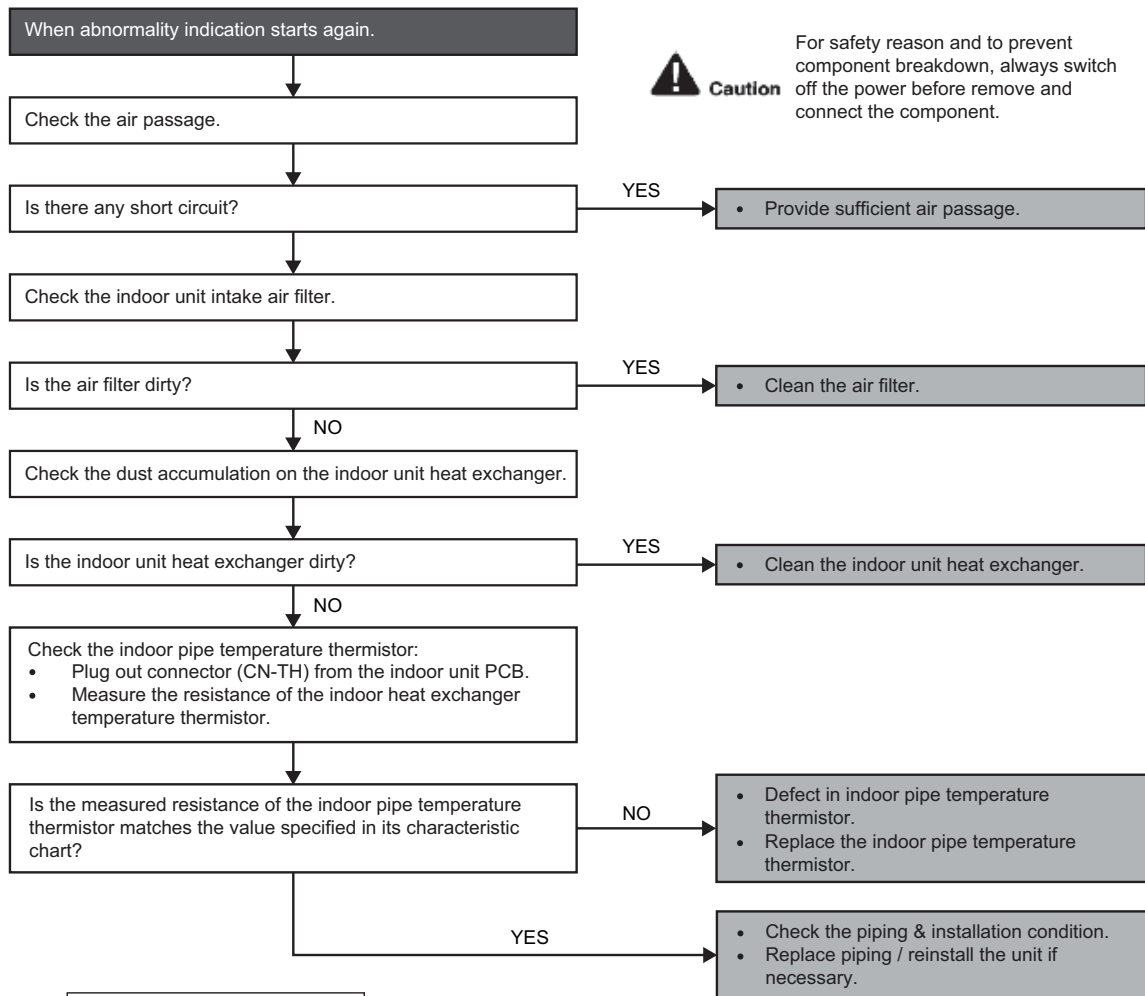 When abnormality indication starts again.
For safety reason and to prevent
component breakdown, always switch
Caution off the power before remove and
connect the component.
Check the air passage.
Is there any short circuit?
YES
• Provide sufficient air passage.
Check the indoor unit intake air filter.
Is the air filter dirty?
YES
• Clean the air filter.
NO
Check the dust accumulation on the indoor unit heat exchanger.
Is the indoor unit heat exchanger dirty?
YES
• Clean the indoor unit heat exchanger.
NO
Check the indoor pipe temperature thermistor:
• Plug out connector (CN-TH) from the indoor unit PCB.
• Measure the resistance of the indoor heat exchanger
temperature thermistor.
Is the measured resistance of the indoor pipe temperature
thermistor matches the value specified in its characteristic
chart?
NO
• Defect in indoor pipe temperature
thermistor.
• Replace the indoor pipe temperature
thermistor.
YES
• Check the piping & installation condition.
• Replace piping / reinstall the unit if
necessary.